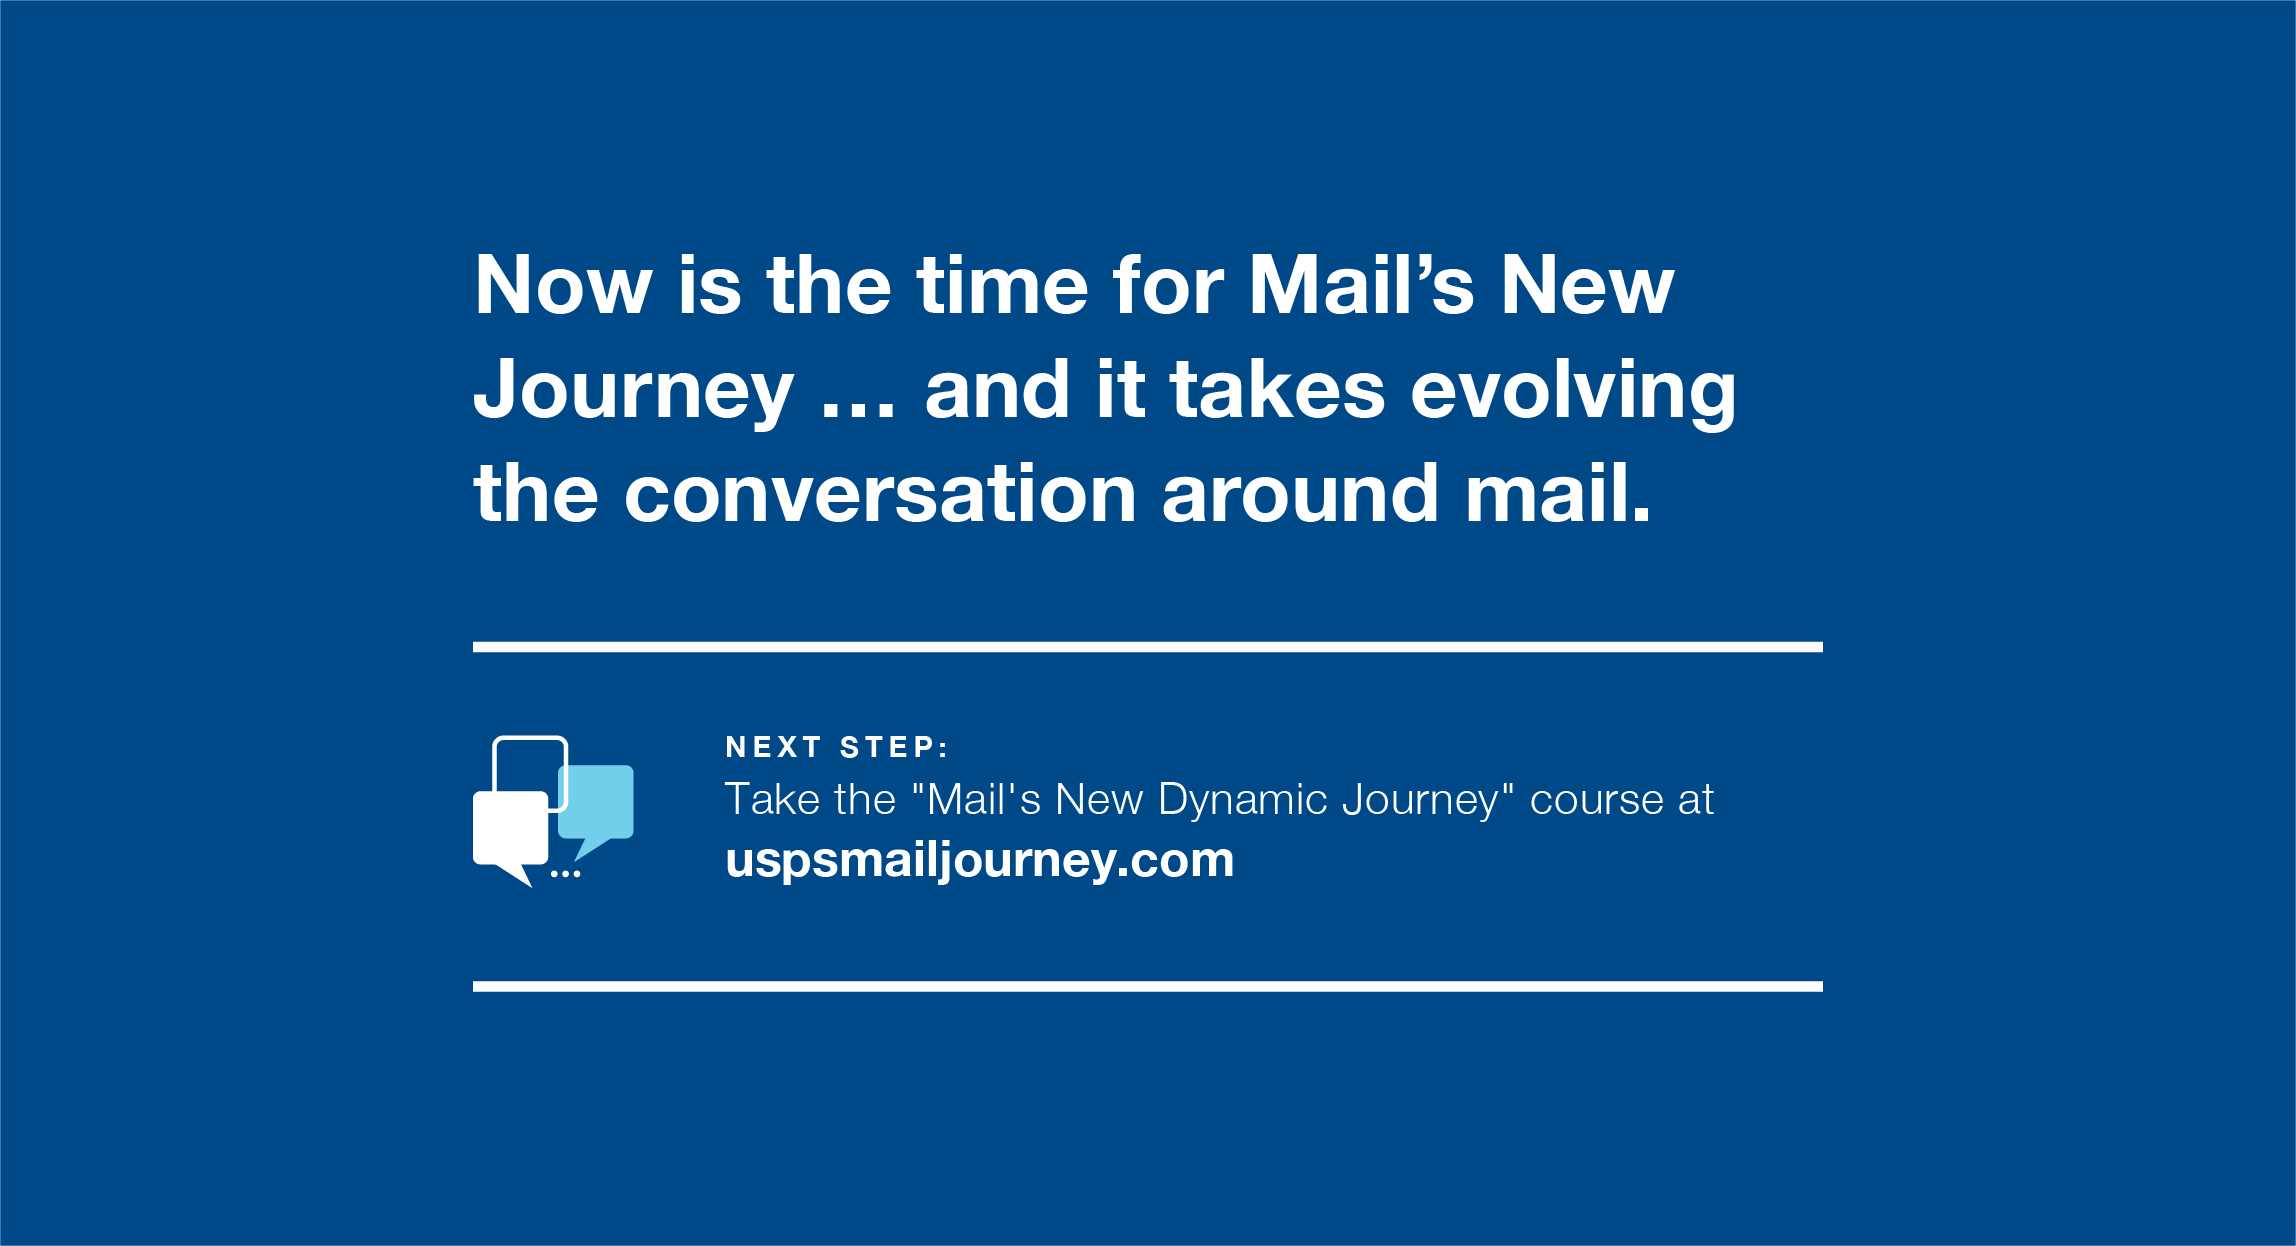 Now is the time for Mail’s New
Journey ... and it takes evolving
the conversation around mail.
NEXT STEP:
Take the "Mail's New Dynamic Journey" course at
uspsmailjourney.com